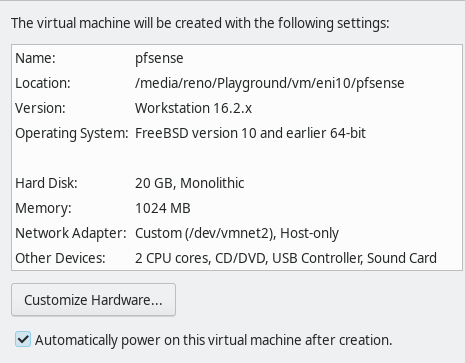 The virtual machine will be created with the following settings:
Name: pfsense
Location: /media/reno/Playground/vm/eni10/pfsense
Version: Workstation 16.2.x
Operating System: FreeBSD version 10 and earlier 64-bit
Hard Disk: 20 GB, Monolithic
Memory: 1024 MB
Network Adapter: Custom (/dev/vmnet2), Host-only
Other Devices: 2 CPU cores, CD/DVD, USB Controller, Sound Card
Customize Hardware...
Automatically power on this virtual machine after creation.